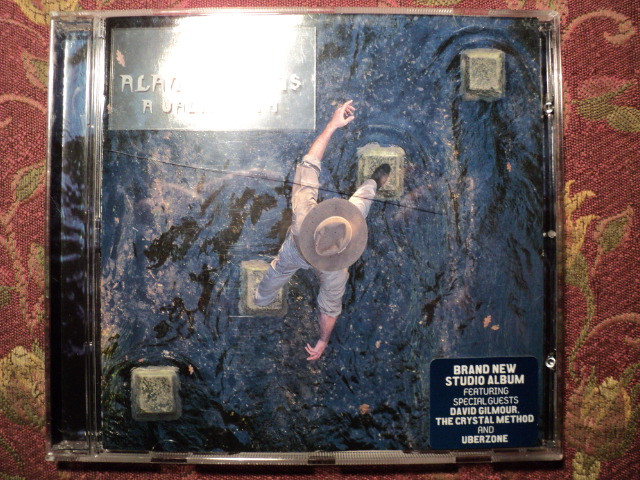 A
BRAND NEW
STUDIO ALBUM
FEATURING
SPECIAL GUESTS
DAVID GILMOUR,
THE CRYSTAL METHOD
AND
UBERZONE